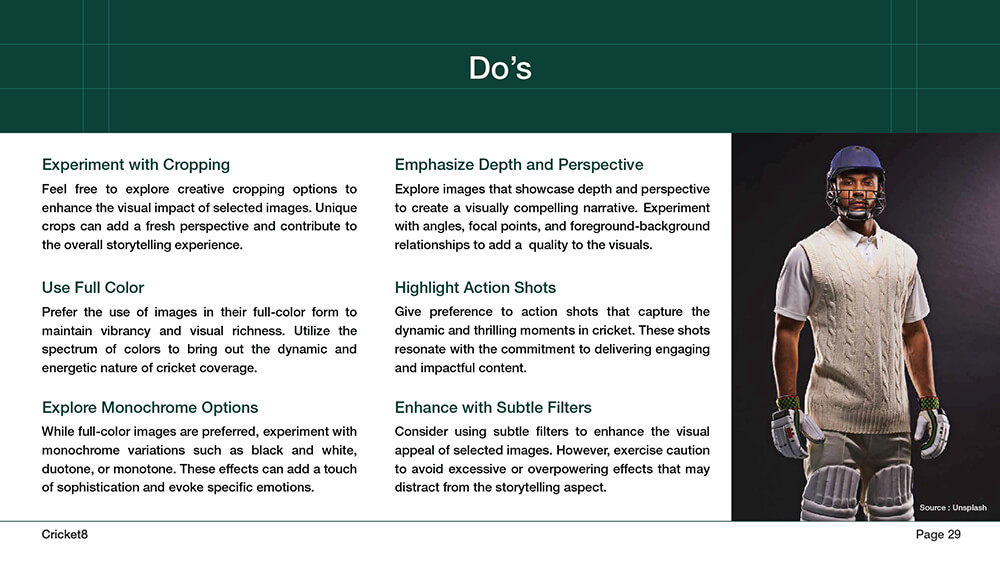 Do’s
Experiment with Cropping
Feel free to explore creative cropping options to
enhance the visual impact of selected images. Unique
crops can add a fresh perspective and contribute to
the overall storytelling experience.
Use Full Color
Prefer the use of images in their full-color form to
maintain vibrancy and visual richness. Utilize the
spectrum of colors to bring out the dynamic and
energetic nature of cricket coverage.
Explore Monochrome Options
While full-color images are preferred, experiment with
monochrome variations such as black and white,
duotone, or monotone. These effects can add a touch
of sophistication and evoke specific emotions.
Emphasize Depth and Perspective
Explore images that showcase depth and perspective
to create a visually compelling narrative. Experiment
with angles, focal points, and foreground-background
relationships to add a  quality to the visuals.
Highlight Action Shots
Give preference to action shots that capture the
dynamic and thrilling moments in cricket. These shots
resonate with the commitment to delivering engaging
and impactful content.
Enhance with Subtle Filters
Consider using subtle filters to enhance the visual
appeal of selected images. However, exercise caution
to avoid excessive or overpowering effects that may
distract from the storytelling aspect.
Source : Unsplash
Cricket8
Page 29